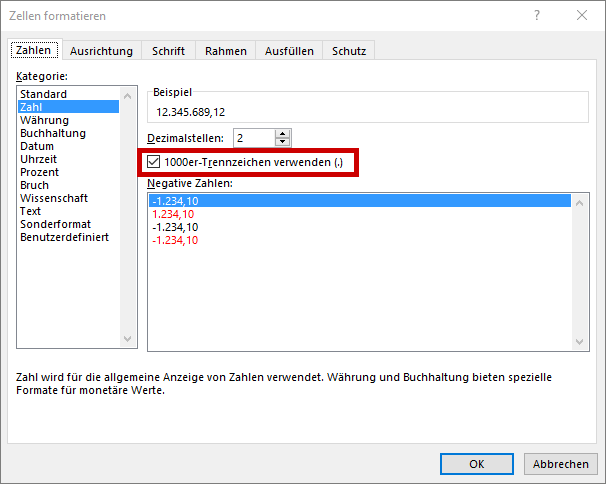 Zellen formatieren
?
Zahlen Ausrichtung Schrift Rahmen Ausfüllen Schutz
Kategorie:
Standard
Zahl
Währung
Buchhaltung
Datum
Uhrzeit
Prozent
Bruch
Wissenschaft
Text
Sonderformat
Benutzerdefiniert
Beispiel
12.345.689,12
Dezimalstellen: 2
1000er-Trennzeichen verwenden (.)
Negative Zahlen:
-1.234,10
1.234,10
-1.234,10
-1.234,10
Zahl wird für die allgemeine Anzeige von Zahlen verwendet. Währung und Buchhaltung bieten spezielle
Formate für monetäre Werte.
OK Abbrechen